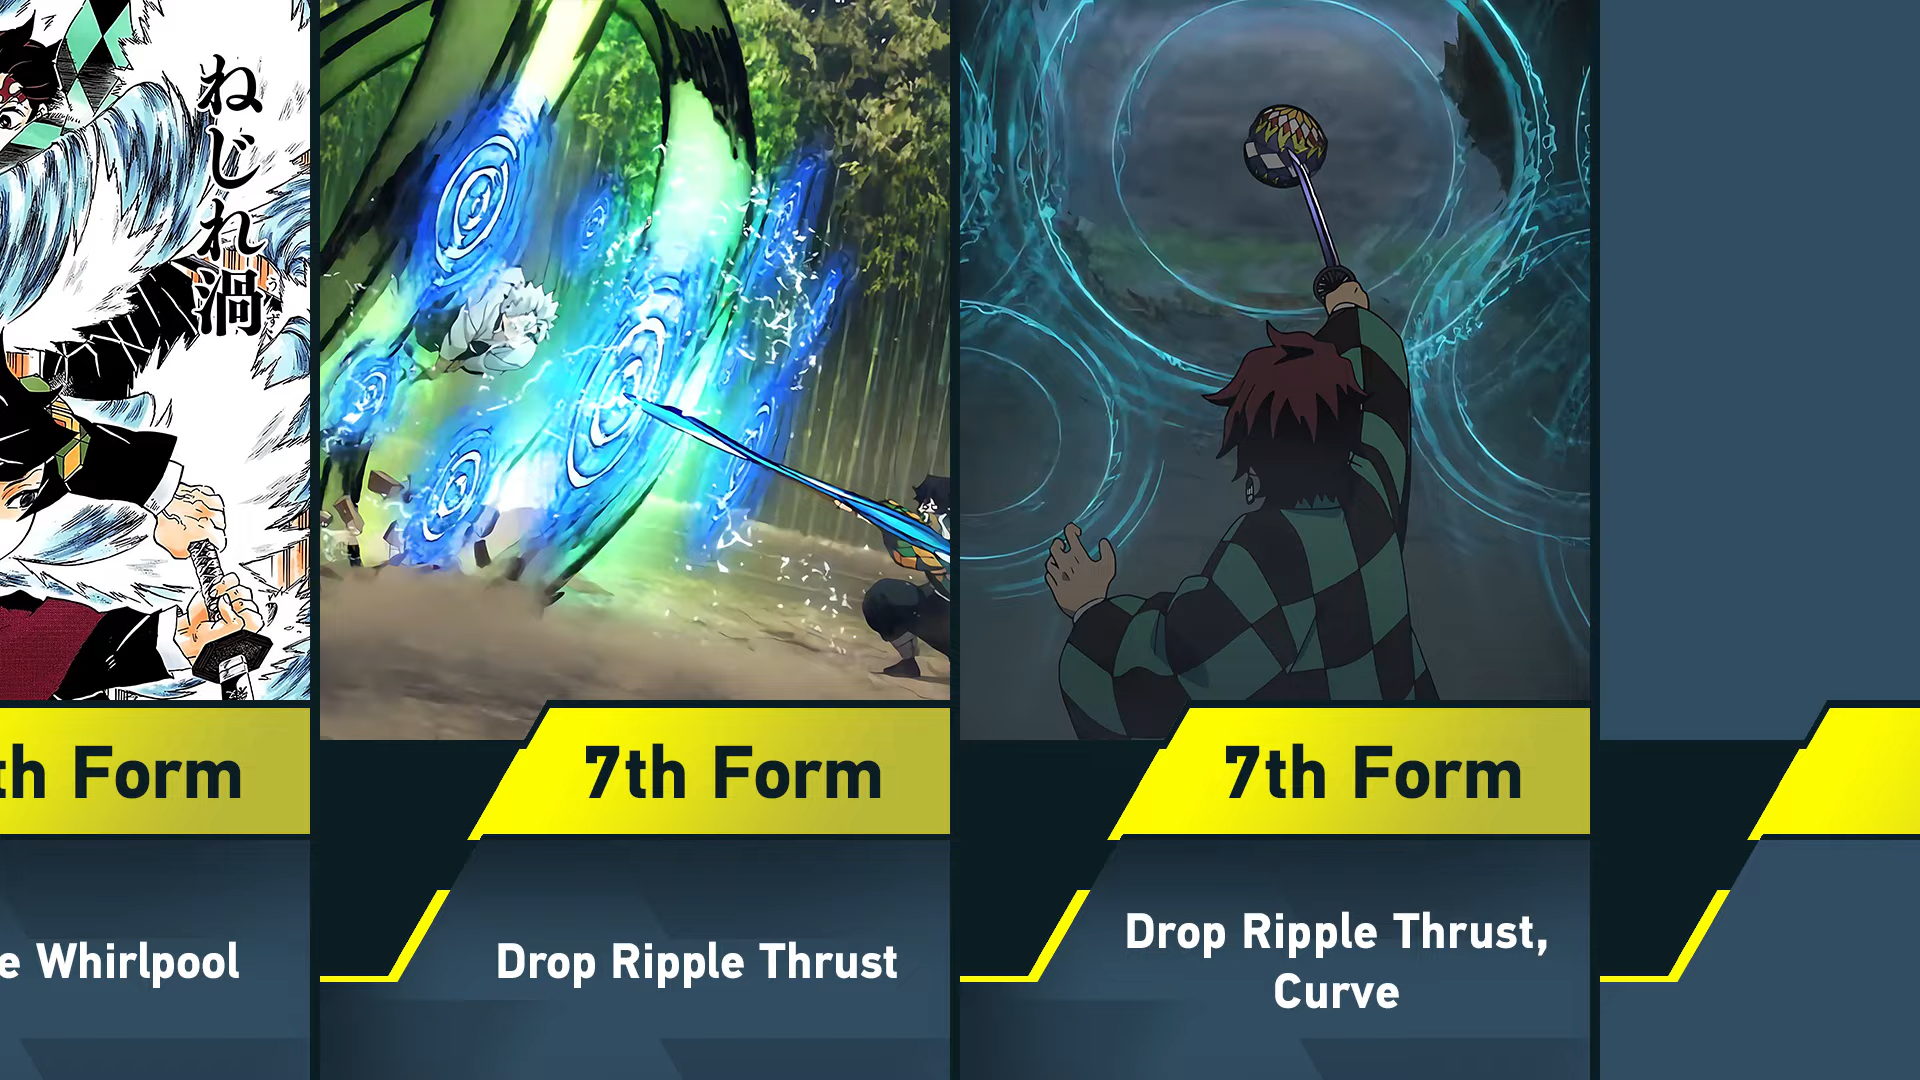 ねじれ渦
th Form
e Whirlpool
7th Form
Drop Ripple Thrust
7th Form
Drop Ripple Thrust,
Curve